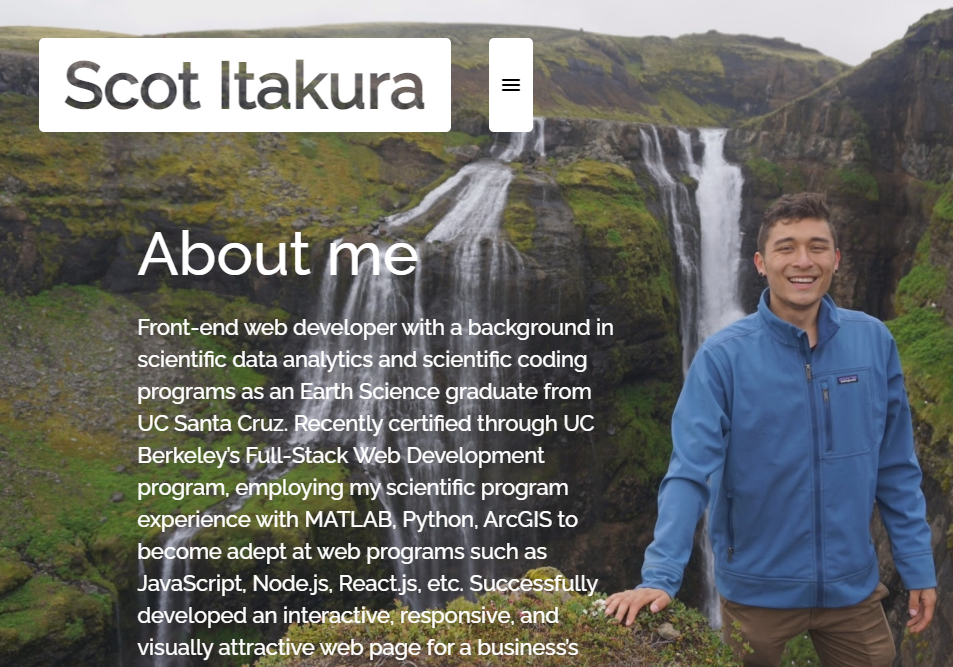 Scot Itakura
About me
Front-end web developer with a background in
scientific data analytics and scientific coding
programs as an Earth Science graduate from
UC Santa Cruz. Recently certified through UC
Berkeley’s Full-Stack Web Development
program, employing my scientific program
experience with MATLAB, Python, ArcGIS to
become adept at web programs such as
JavaScript, Node.js, React.js, etc. Successfully
developed an interactive, responsive, and
visually attractive web page for a business’s